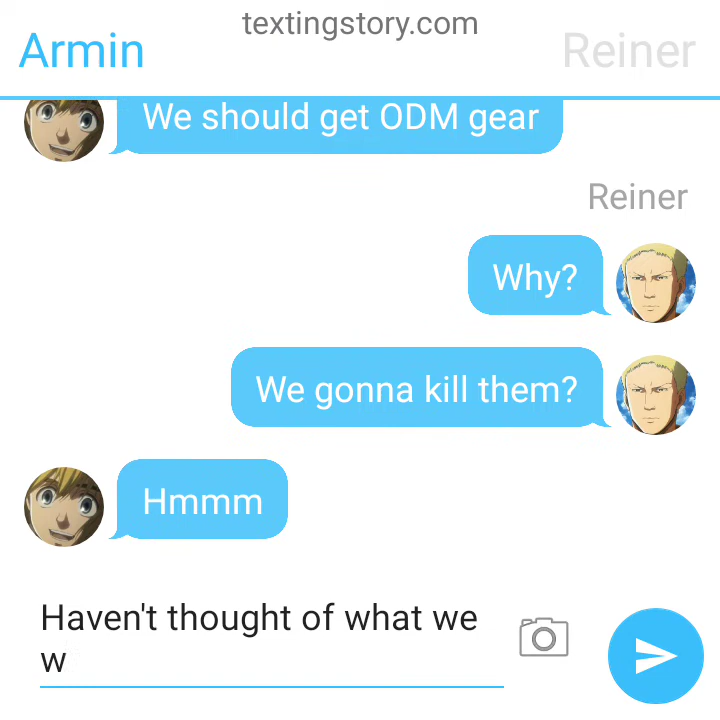 textingstory.com
Armin
Reiner
We should get ODM gear
Reiner
Why?
We gonna kill them?
Hmmm
Haven't thought of what we
w